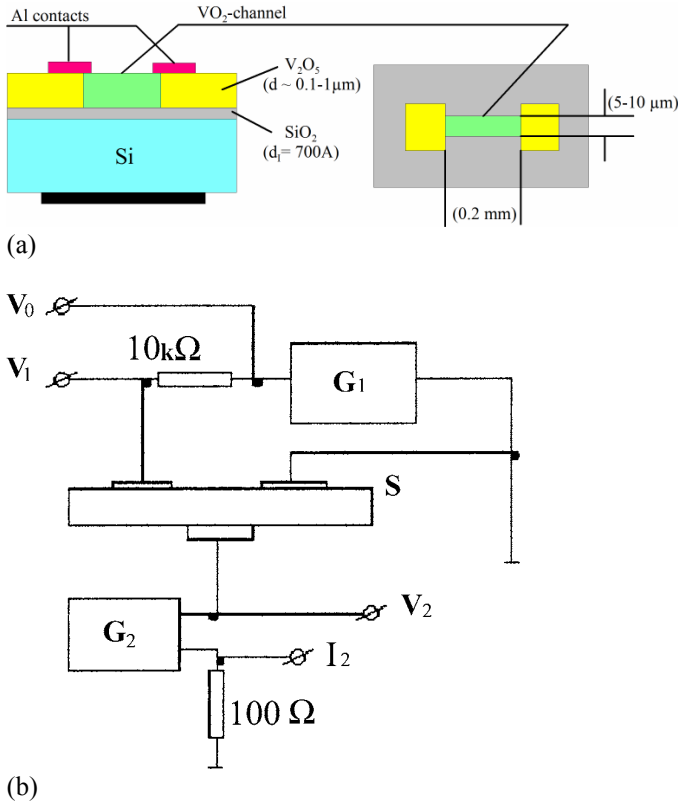 Al contacts
VO₂-channel
V₂O₅
(d ~ 0.1-1µm)
SiO₂
(dᵢ= 700A)
Si
(5-10 µm)
(0.2 mm)
(a)
V₀
10kΩ
V₁
G₁
S
G₂
V₂
I₂
100 Ω
(b)